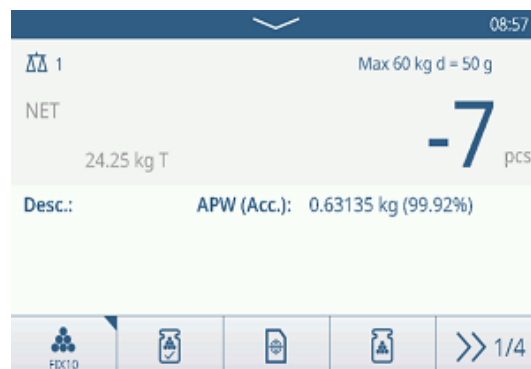 08:57
1 Max 60 kg d = 50 g
NET
-7 pcs
24.25 kg T
Desc.: APW (Acc.): 0.63135 kg (99.92%)
FIX10 1/4